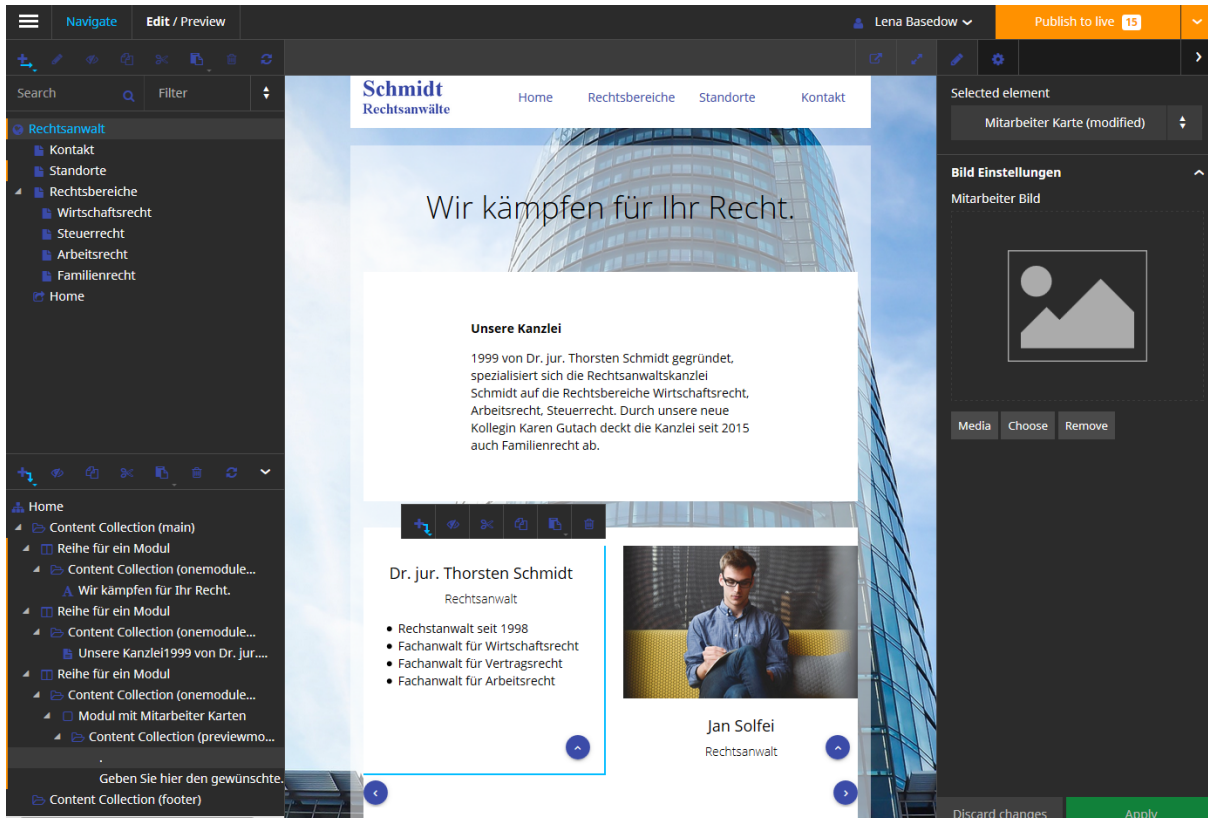 Navigate
Edit / Preview
Lena Basedow
Publish to live 15
Search
Filter
Rechtsanwalt
Kontakt
Standorte
Rechtsbereiche
Wirtschaftsrecht
Steuerrecht
Arbeitsrecht
Familienrecht
Home
Home
Content Collection (main)
Reihe für ein Modul
Content Collection (onemodule...
Wir kämpfen für Ihr Recht.
Reihe für ein Modul
Content Collection (onemodule...
Unsere Kanzlei1999 von Dr. jur....
Reihe für ein Modul
Content Collection (onemodule...
Modul mit Mitarbeiter Karten
Content Collection (previewmo...
.
Geben Sie hier den gewünschte.
Content Collection (footer)
Schmidt
Rechtsanwälte
Home Rechtsbereiche Standorte Kontakt
Wir kämpfen für Ihr Recht.
Unsere Kanzlei
1999 von Dr. jur. Thorsten Schmidt gegründet,
spezialisiert sich die Rechtsanwaltskanzlei
Schmidt auf die Rechtsbereiche Wirtschaftsrecht,
Arbeitsrecht, Steuerrecht. Durch unsere neue
Kollegin Karen Gutach deckt die Kanzlei seit 2015
auch Familienrecht ab.
Dr. jur. Thorsten Schmidt
Rechtsanwalt
Rechstanwalt seit 1998
Fachanwalt für Wirtschaftsrecht
Fachanwalt für Vertragsrecht
Fachanwalt für Arbeitsrecht
Jan Solfei
Rechtsanwalt
Selected element
Mitarbeiter Karte (modified)
Bild Einstellungen
Mitarbeiter Bild
Media Choose Remove
Discard changes Apply